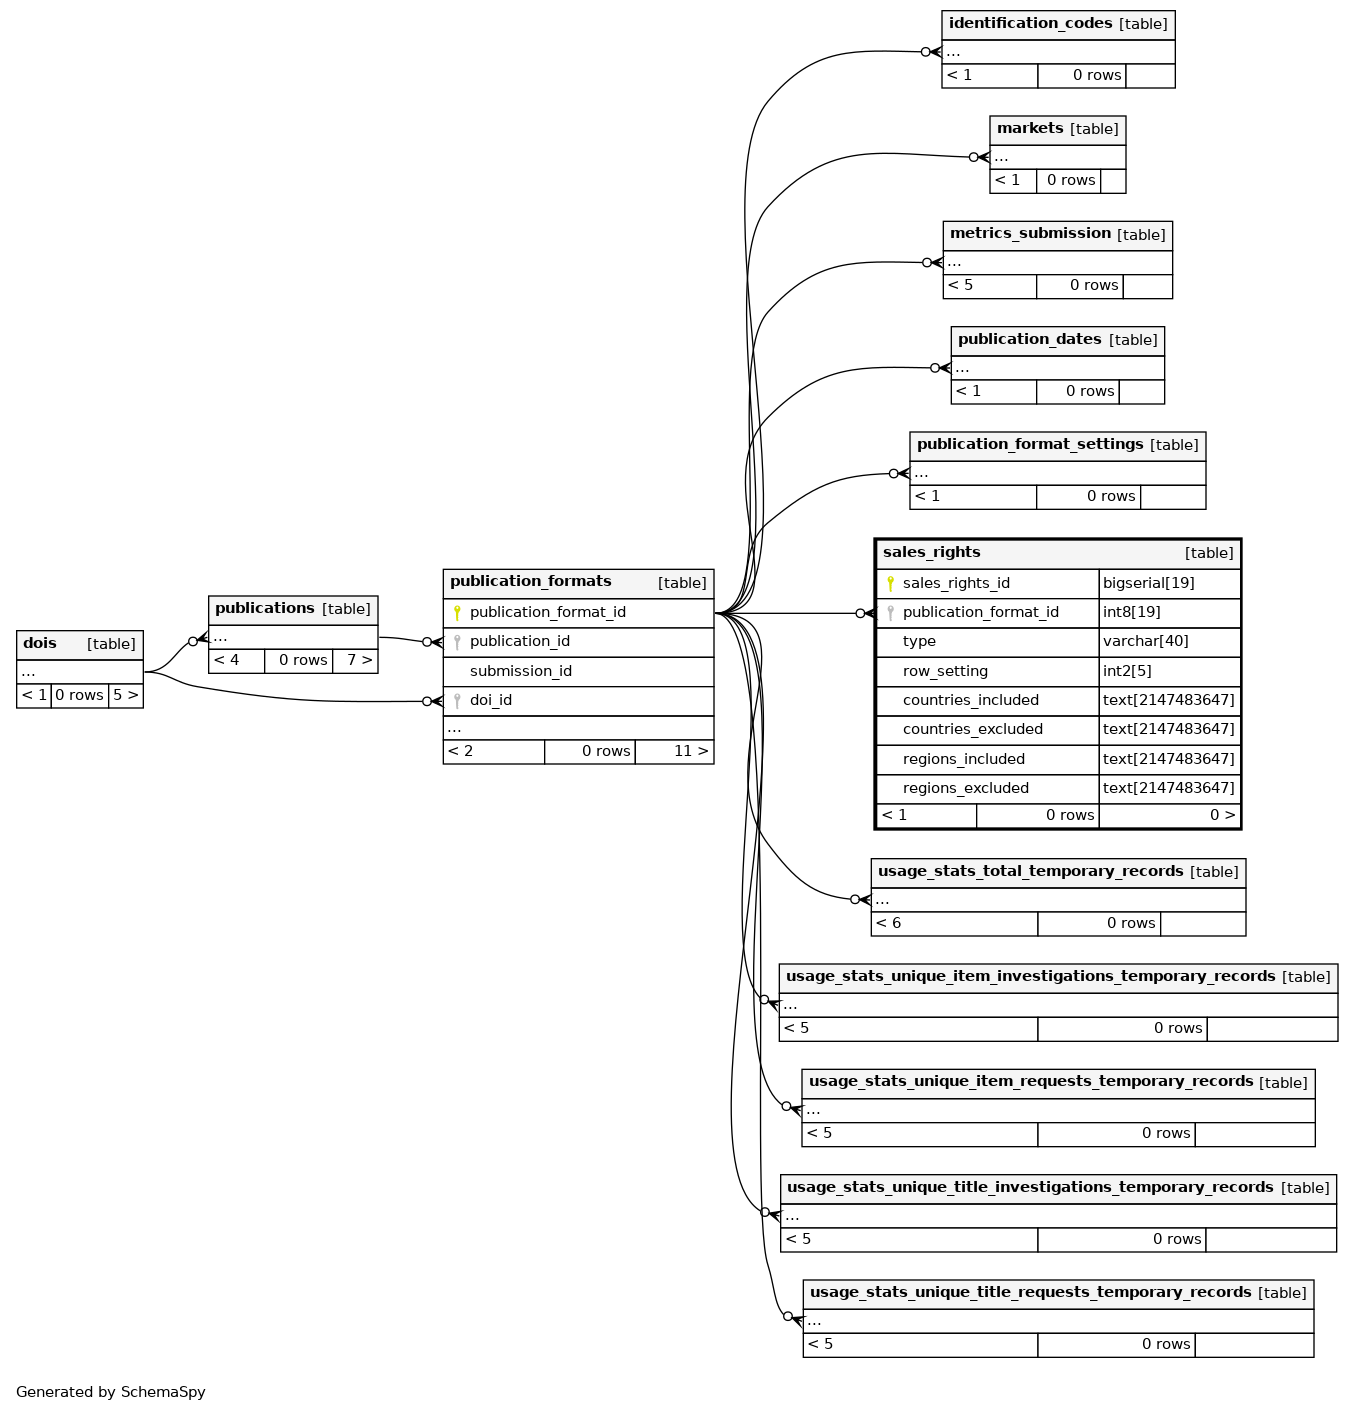 identification_codes [table]
...
< 1 0 rows
markets [table]
...
< 1 0 rows
metrics_submission [table]
...
< 5 0 rows
publication_dates [table]
...
< 1 0 rows
publication_format_settings [table]
...
< 1 0 rows
sales_rights [table]
sales_rights_id bigserial[19]
publication_format_id int8[19]
type varchar[40]
row_setting int2[5]
countries_included text[2147483647]
countries_excluded text[2147483647]
regions_included text[2147483647]
regions_excluded text[2147483647]
< 1 0 rows 0 >
publication_formats [table]
publication_format_id
publication_id
submission_id
doi_id
...
< 2 0 rows 11 >
publications [table]
...
< 4 0 rows 7 >
dois [table]
...
< 1 0 rows 5 >
usage_stats_total_temporary_records [table]
...
< 6 0 rows
usage_stats_unique_item_investigations_temporary_records [table]
...
< 5 0 rows
usage_stats_unique_item_requests_temporary_records [table]
...
< 5 0 rows
usage_stats_unique_title_investigations_temporary_records [table]
...
< 5 0 rows
usage_stats_unique_title_requests_temporary_records [table]
...
< 5 0 rows
Generated by SchemaSpy